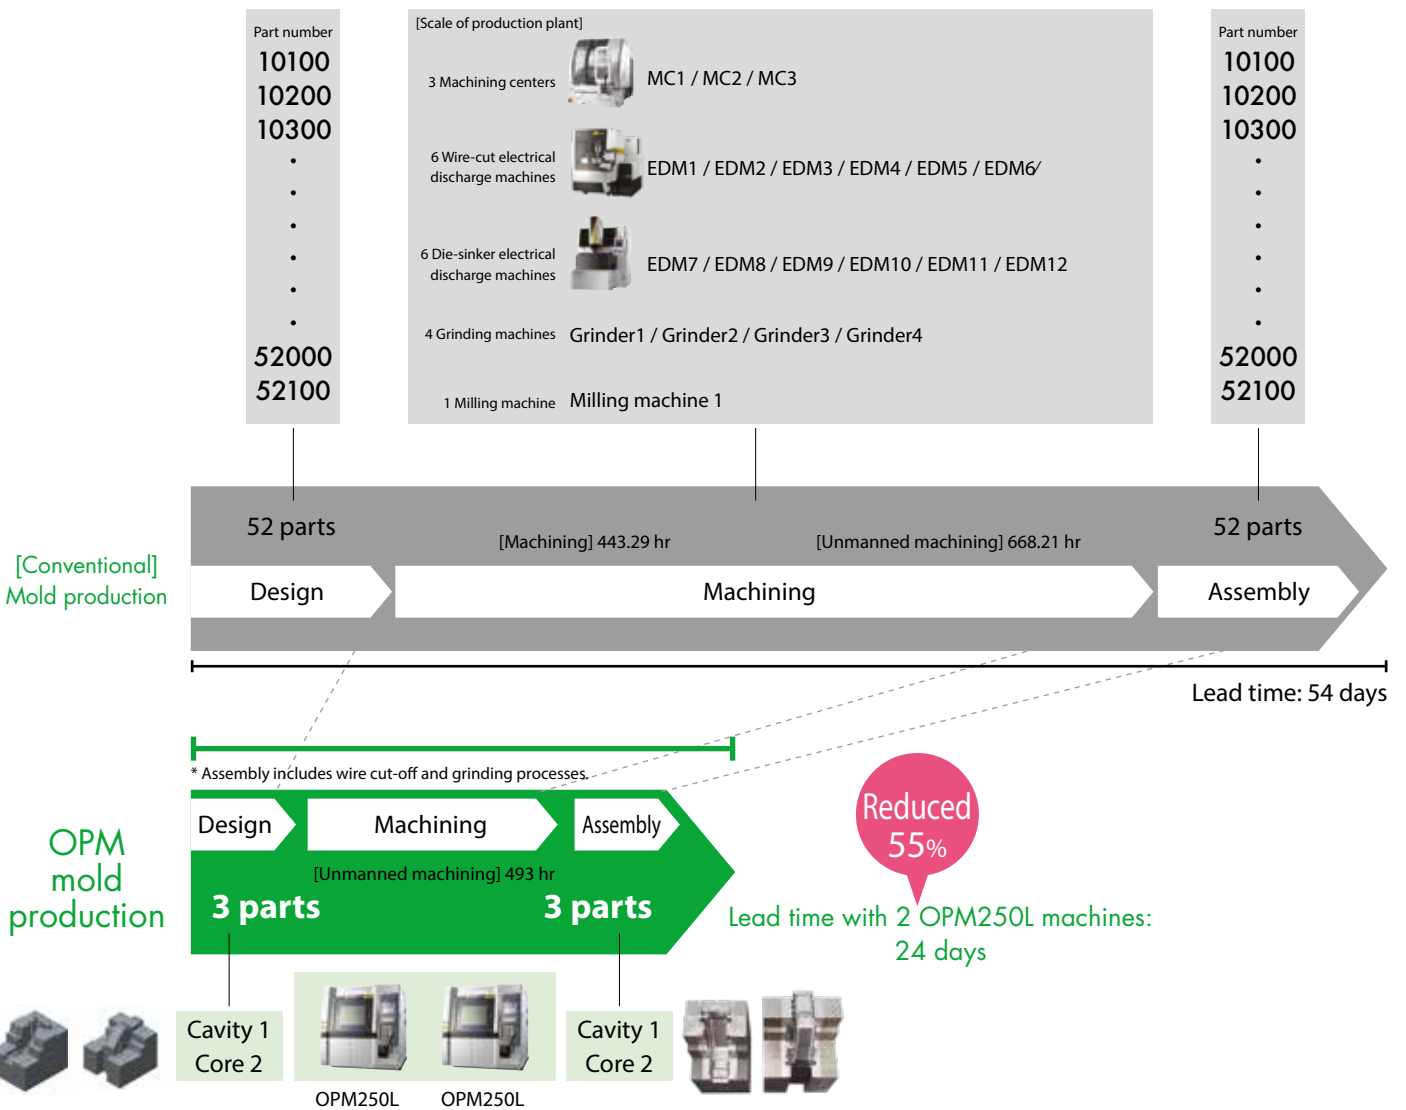 Part number
10100
10200
10300
52000
52100
[Scale of production plant]
3 Machining centers
MC1 / MC2 / MC3
6 Wire-cut electrical
discharge machines
EDM1 / EDM2 / EDM3 / EDM4 / EDM5 / EDM6/
6 Die-sinker electrical
discharge machines
EDM7 / EDM8 / EDM9 / EDM10 / EDM11 / EDM12
4 Grinding machines
Grinder1 / Grinder2 / Grinder3 / Grinder4
1 Milling machine
Milling machine 1
Part number
10100
10200
10300
52000
52100
[Conventional]
Mold production
52 parts
[Machining] 443.29 hr
[Unmanned machining] 668.21 hr
52 parts
Design
Machining
Assembly
Lead time: 54 days
* Assembly includes wire cut-off and grinding processes.
OPM
mold
production
Design
Machining
Assembly
[Unmanned machining] 493 hr
3 parts
3 parts
Reduced
55%
Lead time with 2 OPM250L machines:
24 days
Cavity 1
Core 2
OPM250L
OPM250L
Cavity 1
Core 2